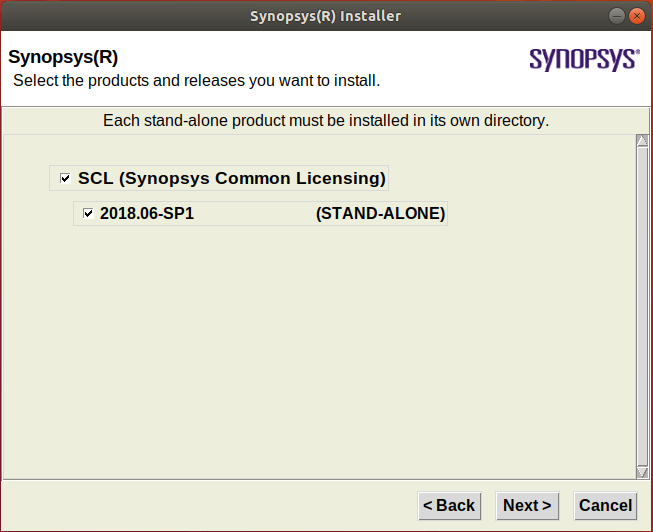 Synopsys(R) Installer
Synopsys(R)
SYNOPSYS®
Select the products and releases you want to install.
Each stand-alone product must be installed in its own directory.
SCL (Synopsys Common Licensing)
2018.06-SP1 (STAND-ALONE)
< Back Next > Cancel